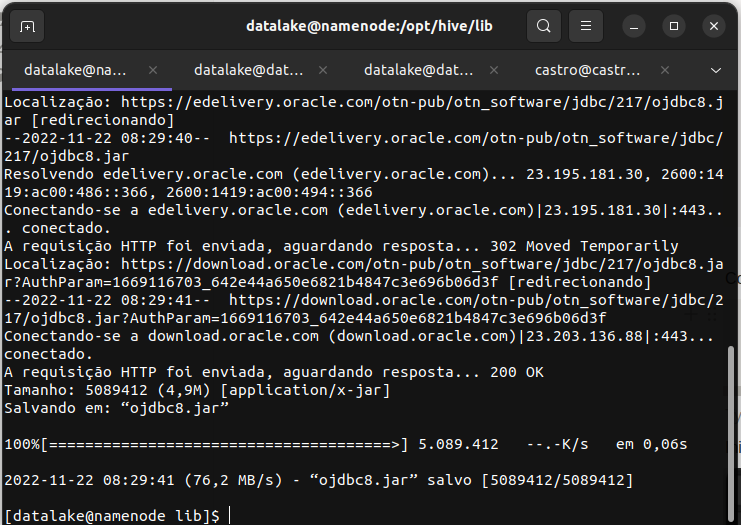 datalake@namenode:/opt/hive/lib
datalake@na... × datalake@dat... × datalake@dat... × castro@castr... ×
Localização: https://edelivery.oracle.com/otn-pub/otn_software/jdbc/217/ojdbc8.j
ar [redirecionando]
--2022-11-22 08:29:40--  https://edelivery.oracle.com/otn-pub/otn_software/jdbc/
217/ojdbc8.jar
Resolvendo edelivery.oracle.com (edelivery.oracle.com)... 23.195.181.30, 2600:14
19:ac00:486::366, 2600:1419:ac00:494::366
Conectando-se a edelivery.oracle.com (edelivery.oracle.com)|23.195.181.30|:443..
. conectado.
A requisição HTTP foi enviada, aguardando resposta... 302 Moved Temporarily
Localização: https://download.oracle.com/otn-pub/otn_software/jdbc/217/ojdbc8.ja
r?AuthParam=1669116703_642e44a650e6821b4847c3e696b06d3f [redirecionando]
--2022-11-22 08:29:41--  https://download.oracle.com/otn-pub/otn_software/jdbc/2
17/ojdbc8.jar?AuthParam=1669116703_642e44a650e6821b4847c3e696b06d3f
Conectando-se a download.oracle.com (download.oracle.com)|23.203.136.88|:443...
conectado.
A requisição HTTP foi enviada, aguardando resposta... 200 OK
Tamanho: 5089412 (4,9M) [application/x-jar]
Salvando em: “ojdbc8.jar”
100%[======================================>] 5.089.412   --.-K/s   em 0,06s
2022-11-22 08:29:41 (76,2 MB/s) - “ojdbc8.jar” salvo [5089412/5089412]
[datalake@namenode lib]$